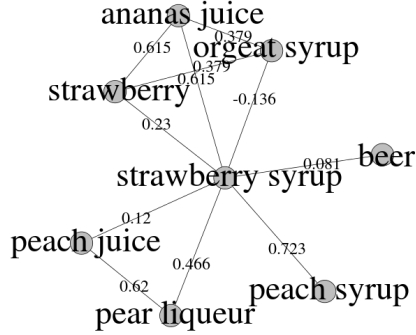 ananas juice
0.379
orgeat syrup
0.615
0.379
0.615
strawberry
-0.136
0.23
beer
0.081
strawberry syrup
0.12
peach juice
0.723
0.466
0.62
peach syrup
pear liqueur